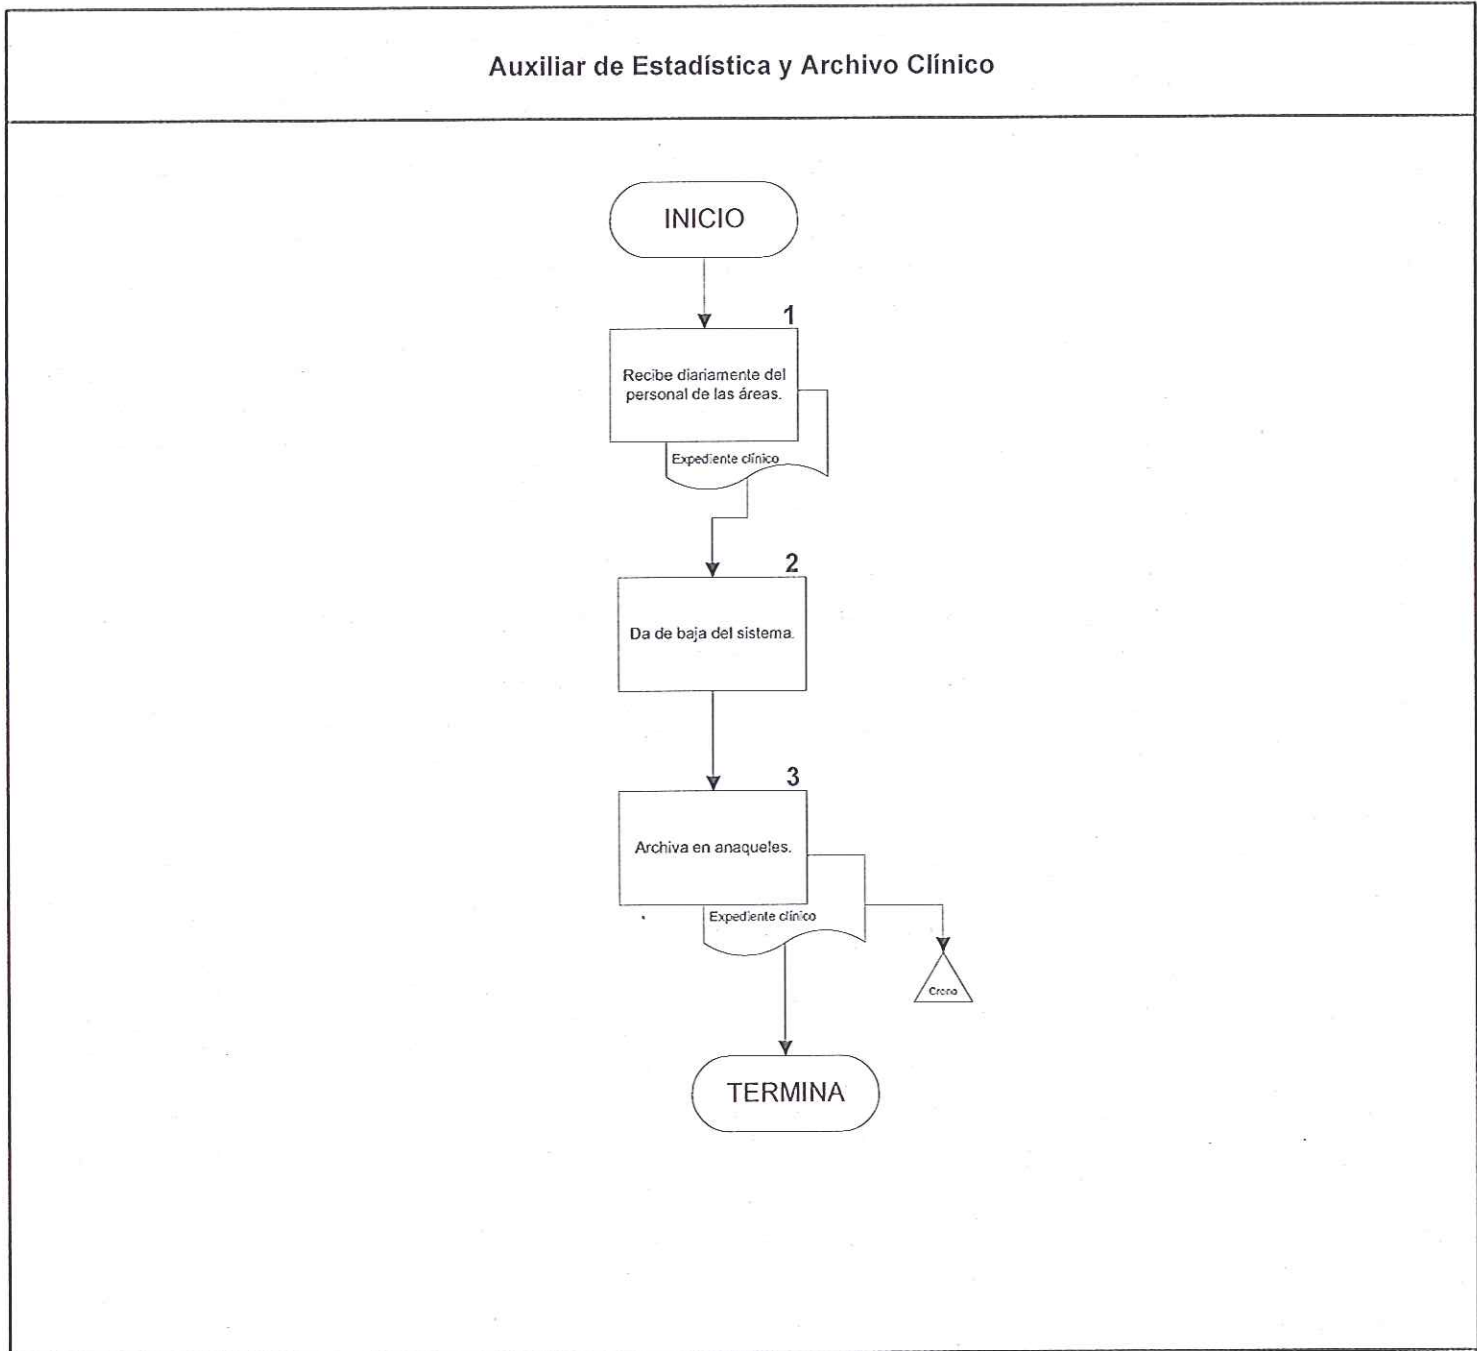 Auxiliar de Estadística y Archivo Clínico
INICIO
1
Recibe diariamente del
personal de las áreas.
Expediente clínico
2
Da de baja del sistema.
3
Archiva en anaqueles.
Expediente clínico
Crono
TERMINA